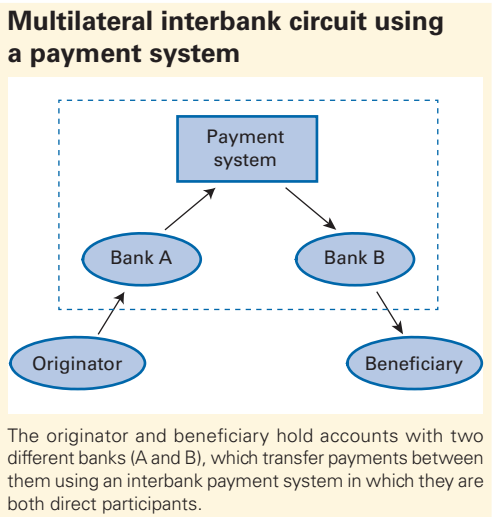 Multilateral interbank circuit using
a payment system
Payment
system
Bank A
Bank B
Originator
Beneficiary
The originator and beneficiary hold accounts with two
different banks (A and B), which transfer payments between
them using an interbank payment system in which they are
both direct participants.